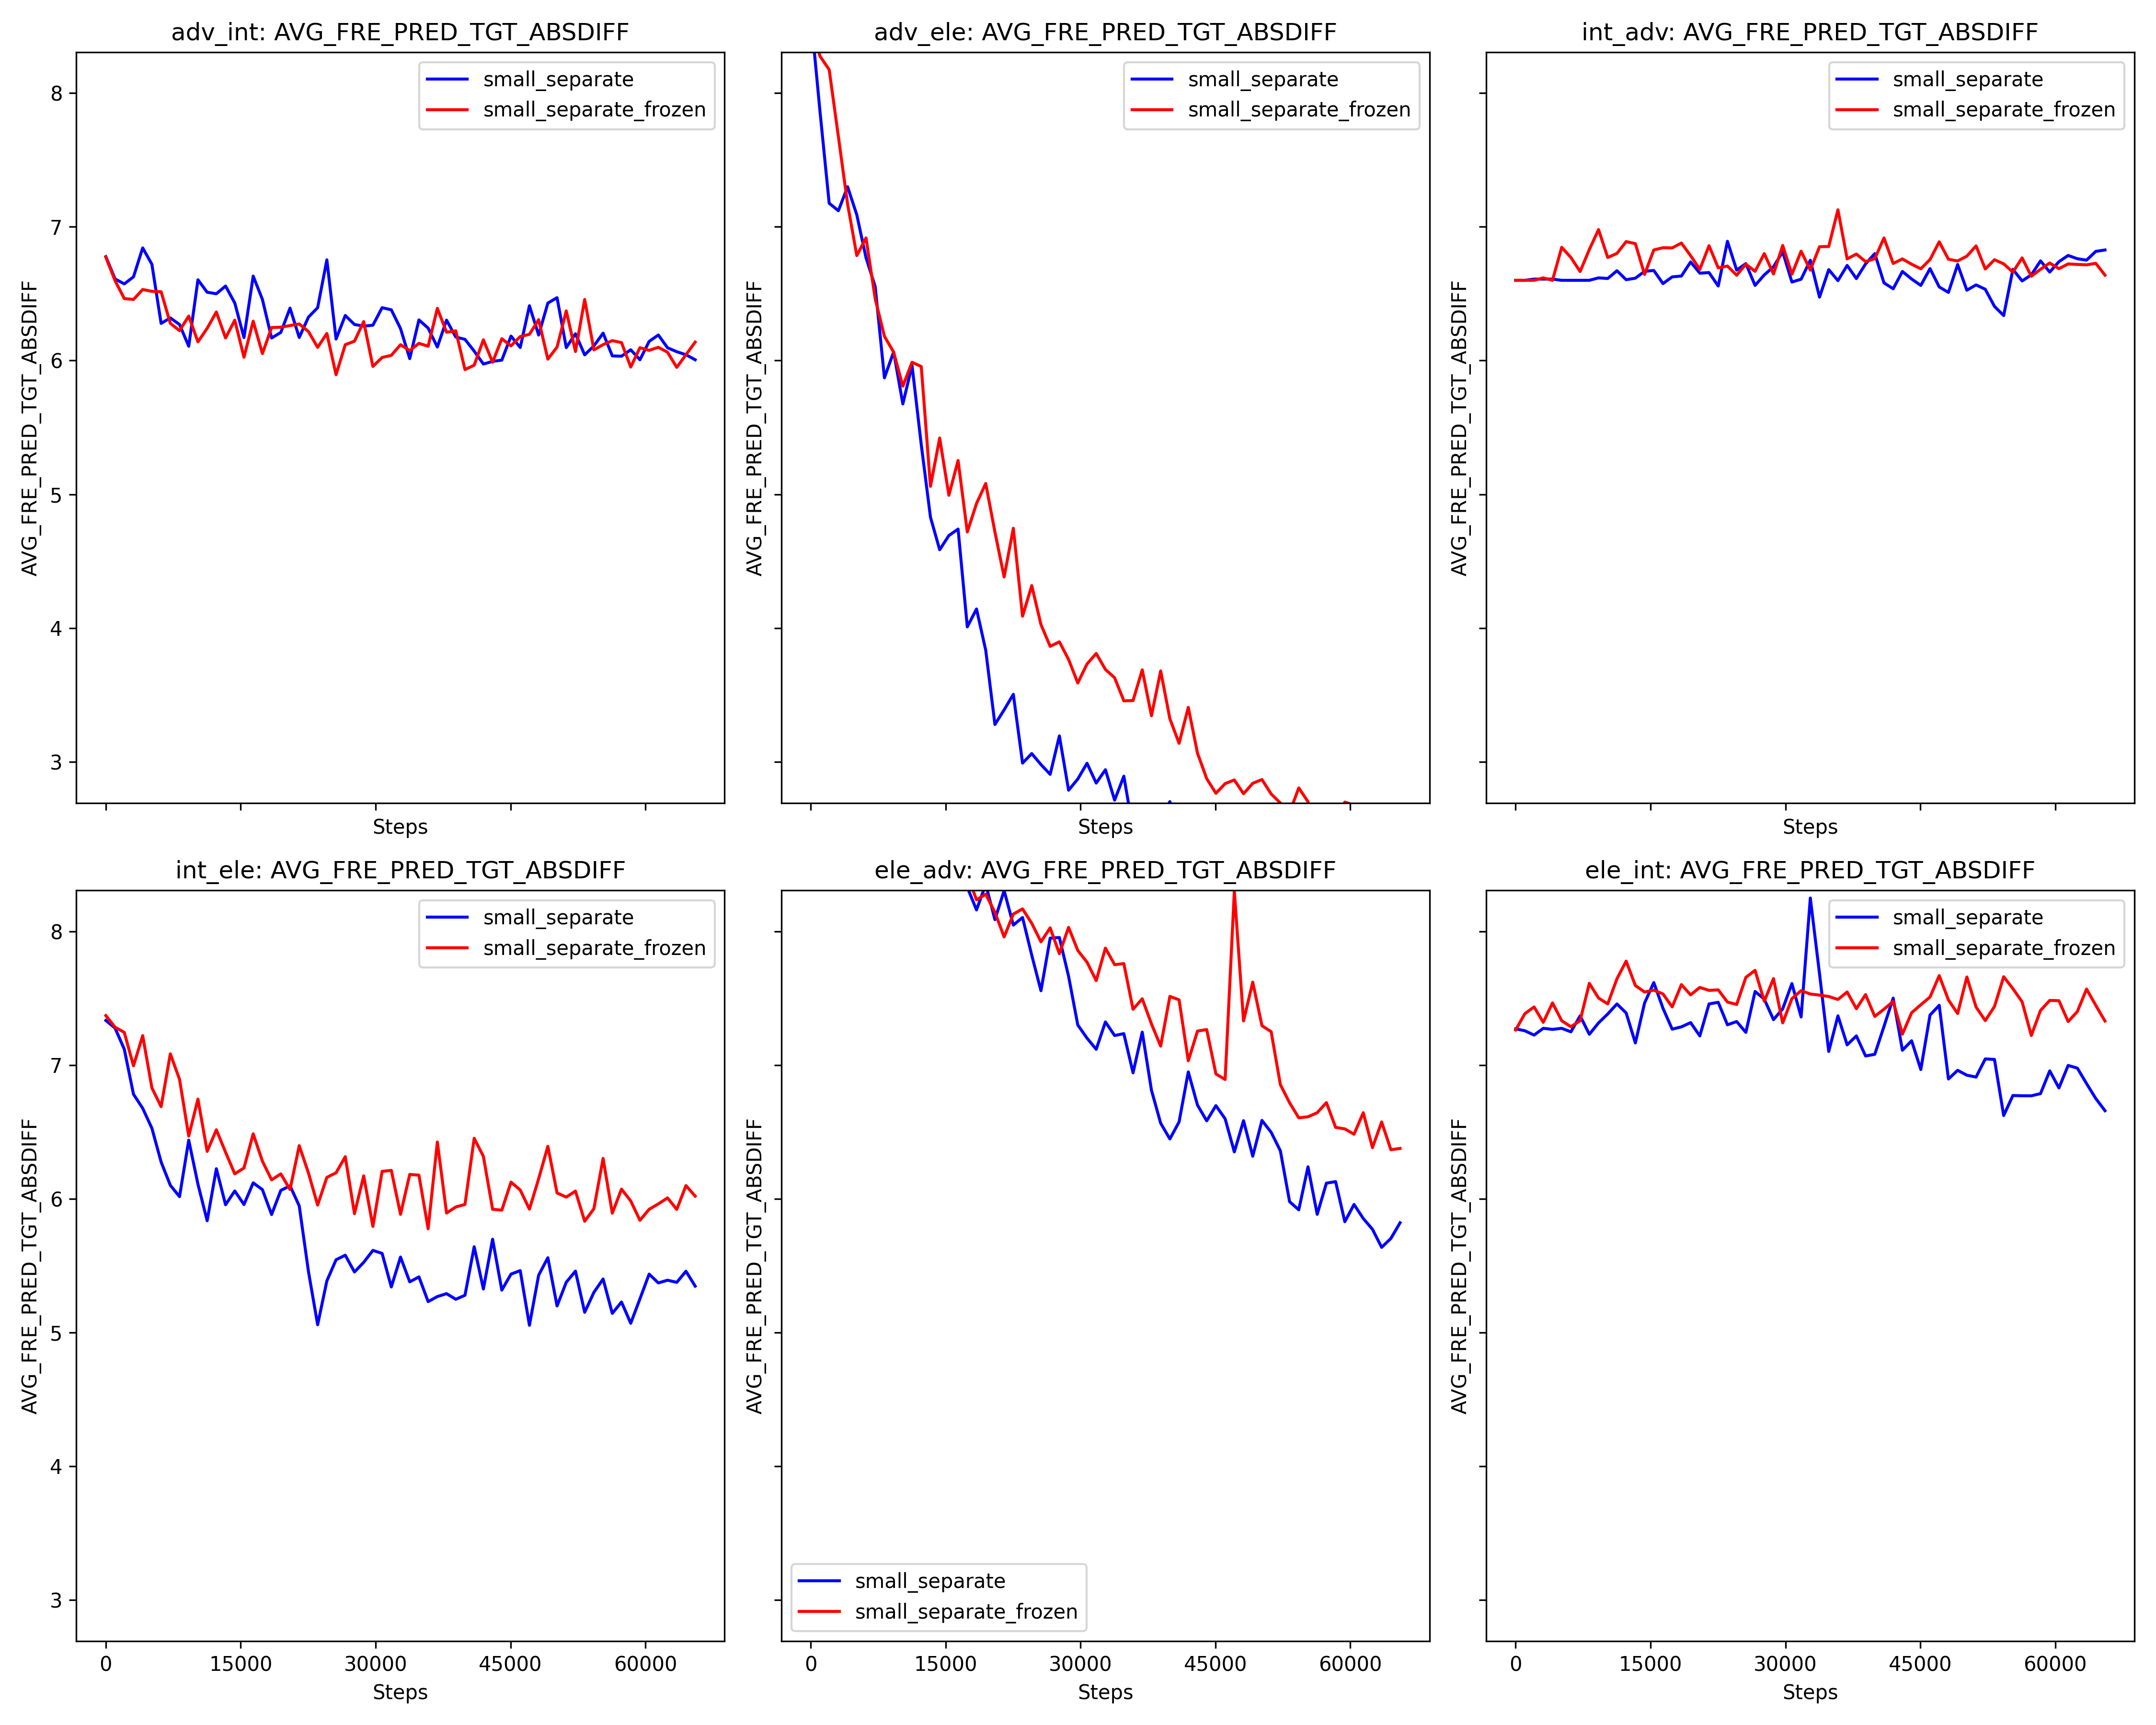 adv_int: AVG_FRE_PRED_TGT_ABSDIFF
AVG_FRE_PRED_TGT_ABSDIFF
8
7
6
5
4
3
small_separate
small_separate_frozen
Steps
adv_ele: AVG_FRE_PRED_TGT_ABSDIFF
AVG_FRE_PRED_TGT_ABSDIFF
small_separate
small_separate_frozen
Steps
int_adv: AVG_FRE_PRED_TGT_ABSDIFF
AVG_FRE_PRED_TGT_ABSDIFF
small_separate
small_separate_frozen
Steps
int_ele: AVG_FRE_PRED_TGT_ABSDIFF
AVG_FRE_PRED_TGT_ABSDIFF
8
7
6
5
4
3
small_separate
small_separate_frozen
0 15000 30000 45000 60000
Steps
ele_adv: AVG_FRE_PRED_TGT_ABSDIFF
AVG_FRE_PRED_TGT_ABSDIFF
small_separate
small_separate_frozen
0 15000 30000 45000 60000
Steps
ele_int: AVG_FRE_PRED_TGT_ABSDIFF
AVG_FRE_PRED_TGT_ABSDIFF
small_separate
small_separate_frozen
0 15000 30000 45000 60000
Steps